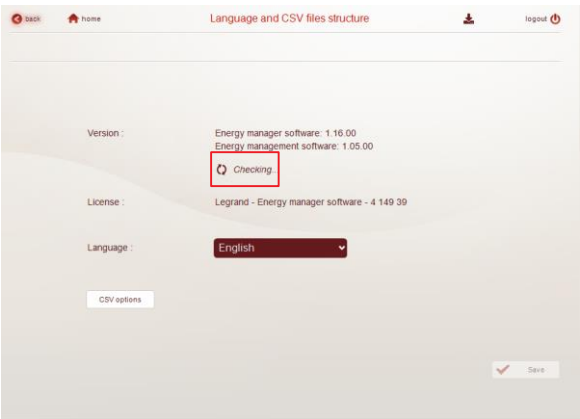 back
home
Language and CSV files structure
logout
Version :
Energy manager software: 1.16.00
Energy management software: 1.05.00
Checking..
License :
Legrand - Energy manager software - 4 149 39
Language :
English
CSV options
Save